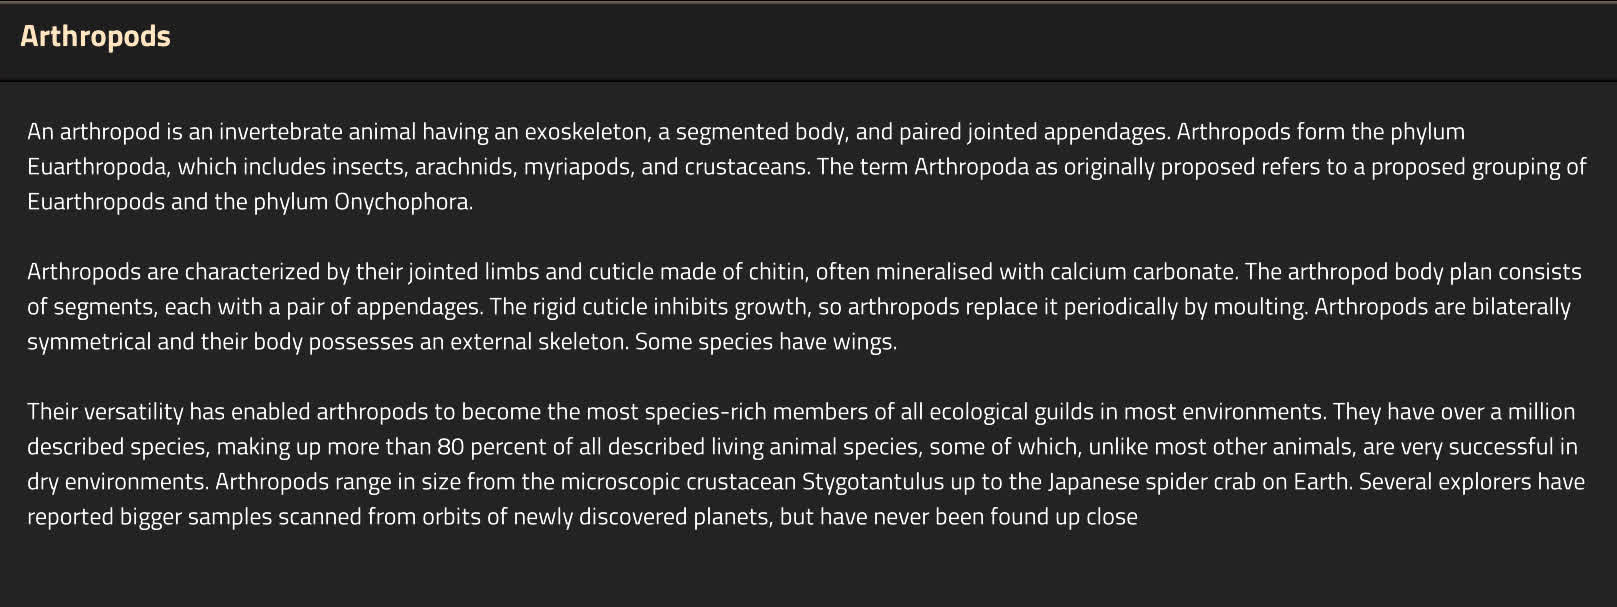 Arthropods
An arthropod is an invertebrate animal having an exoskeleton, a segmented body, and paired jointed appendages. Arthropods form the phylum
Euarthropoda, which includes insects, arachnids, myriapods, and crustaceans. The term Arthropoda as originally proposed refers to a proposed grouping of
Euarthropods and the phylum Onychophora.
Arthropods are characterized by their jointed limbs and cuticle made of chitin, often mineralised with calcium carbonate. The arthropod body plan consists
of segments, each with a pair of appendages. The rigid cuticle inhibits growth, so arthropods replace it periodically by moulting. Arthropods are bilaterally
symmetrical and their body possesses an external skeleton. Some species have wings.
Their versatility has enabled arthropods to become the most species-rich members of all ecological guilds in most environments. They have over a million
described species, making up more than 80 percent of all described living animal species, some of which, unlike most other animals, are very successful in
dry environments. Arthropods range in size from the microscopic crustacean Stygotantulus up to the Japanese spider crab on Earth. Several explorers have
reported bigger samples scanned from orbits of newly discovered planets, but have never been found up close